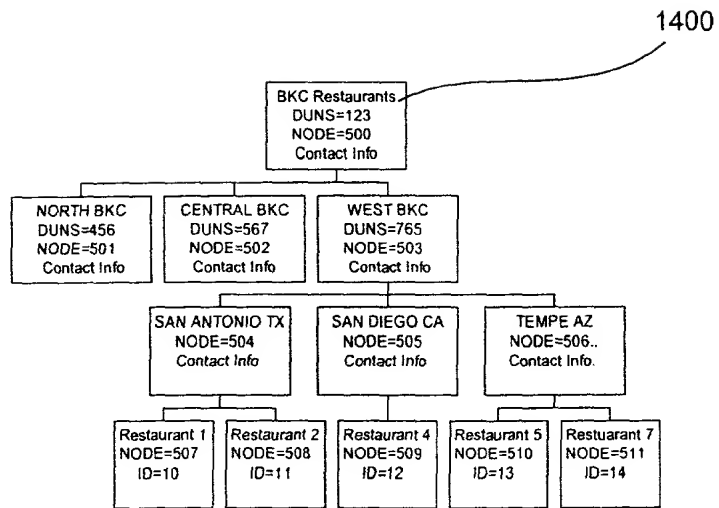 1400
BKC Restaurants
DUNS=123
NODE=500
Contact Info
NORTH BKC
DUNS=456
NODE=501
Contact Info
CENTRAL BKC
DUNS=567
NODE=502
Contact Info
WEST BKC
DUNS=765
NODE=503
Contact Info
SAN ANTONIO TX
NODE=504
Contact Info
SAN DIEGO CA
NODE=505
Contact Info
TEMPE AZ
NODE=506..
Contact Info.
Restaurant 1
NODE=507
ID=10
Restaurant 2
NODE=508
ID=11
Restaurant 4
NODE=509
ID=12
Restaurant 5
NODE=510
ID=13
Restuarant 7
NODE=511
ID=14